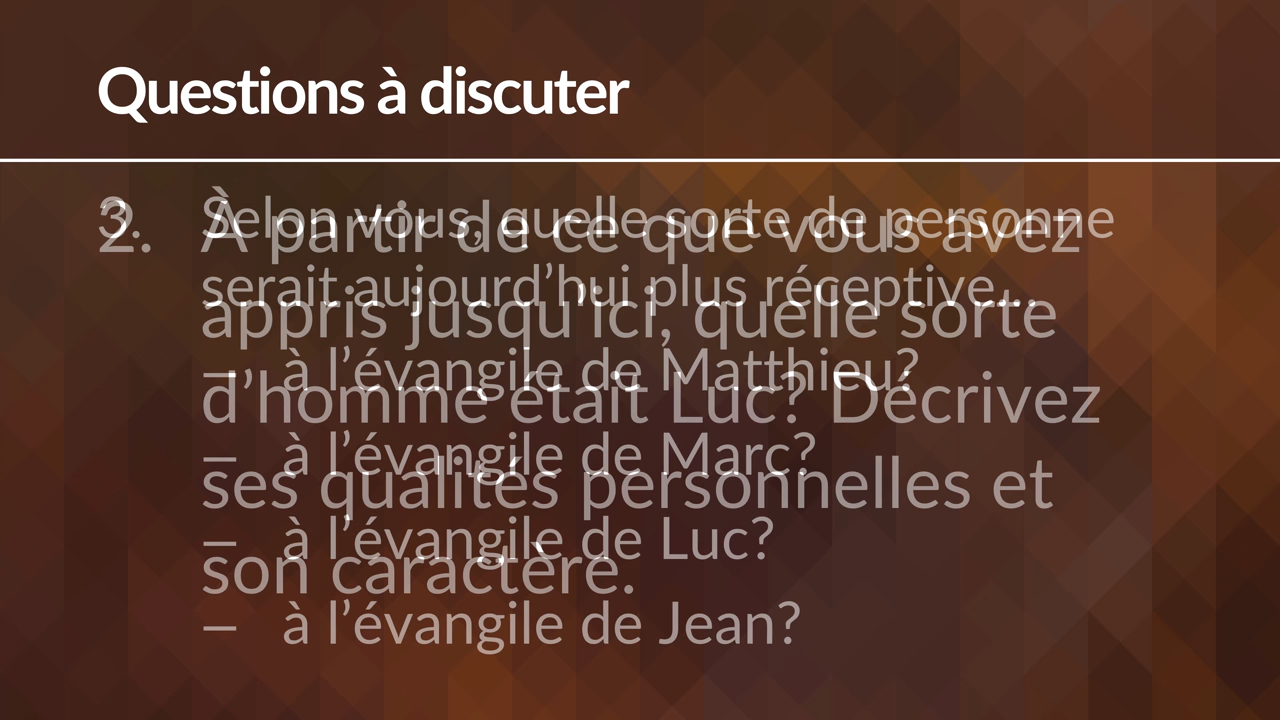 Questions à discuter
2. À partir de ce que vous avez
appris jusqu'ici, quelle sorte
d’homme était Luc? Décrivez
ses qualités personnelles et
son caractère.
3. Selon vous, quelle sorte de personne
serait aujourd’hui plus réceptive...
– à l’évangile de Matthieu?
– à l’évangile de Marc?
– à l’évangile de Luc?
– à l’évangile de Jean?